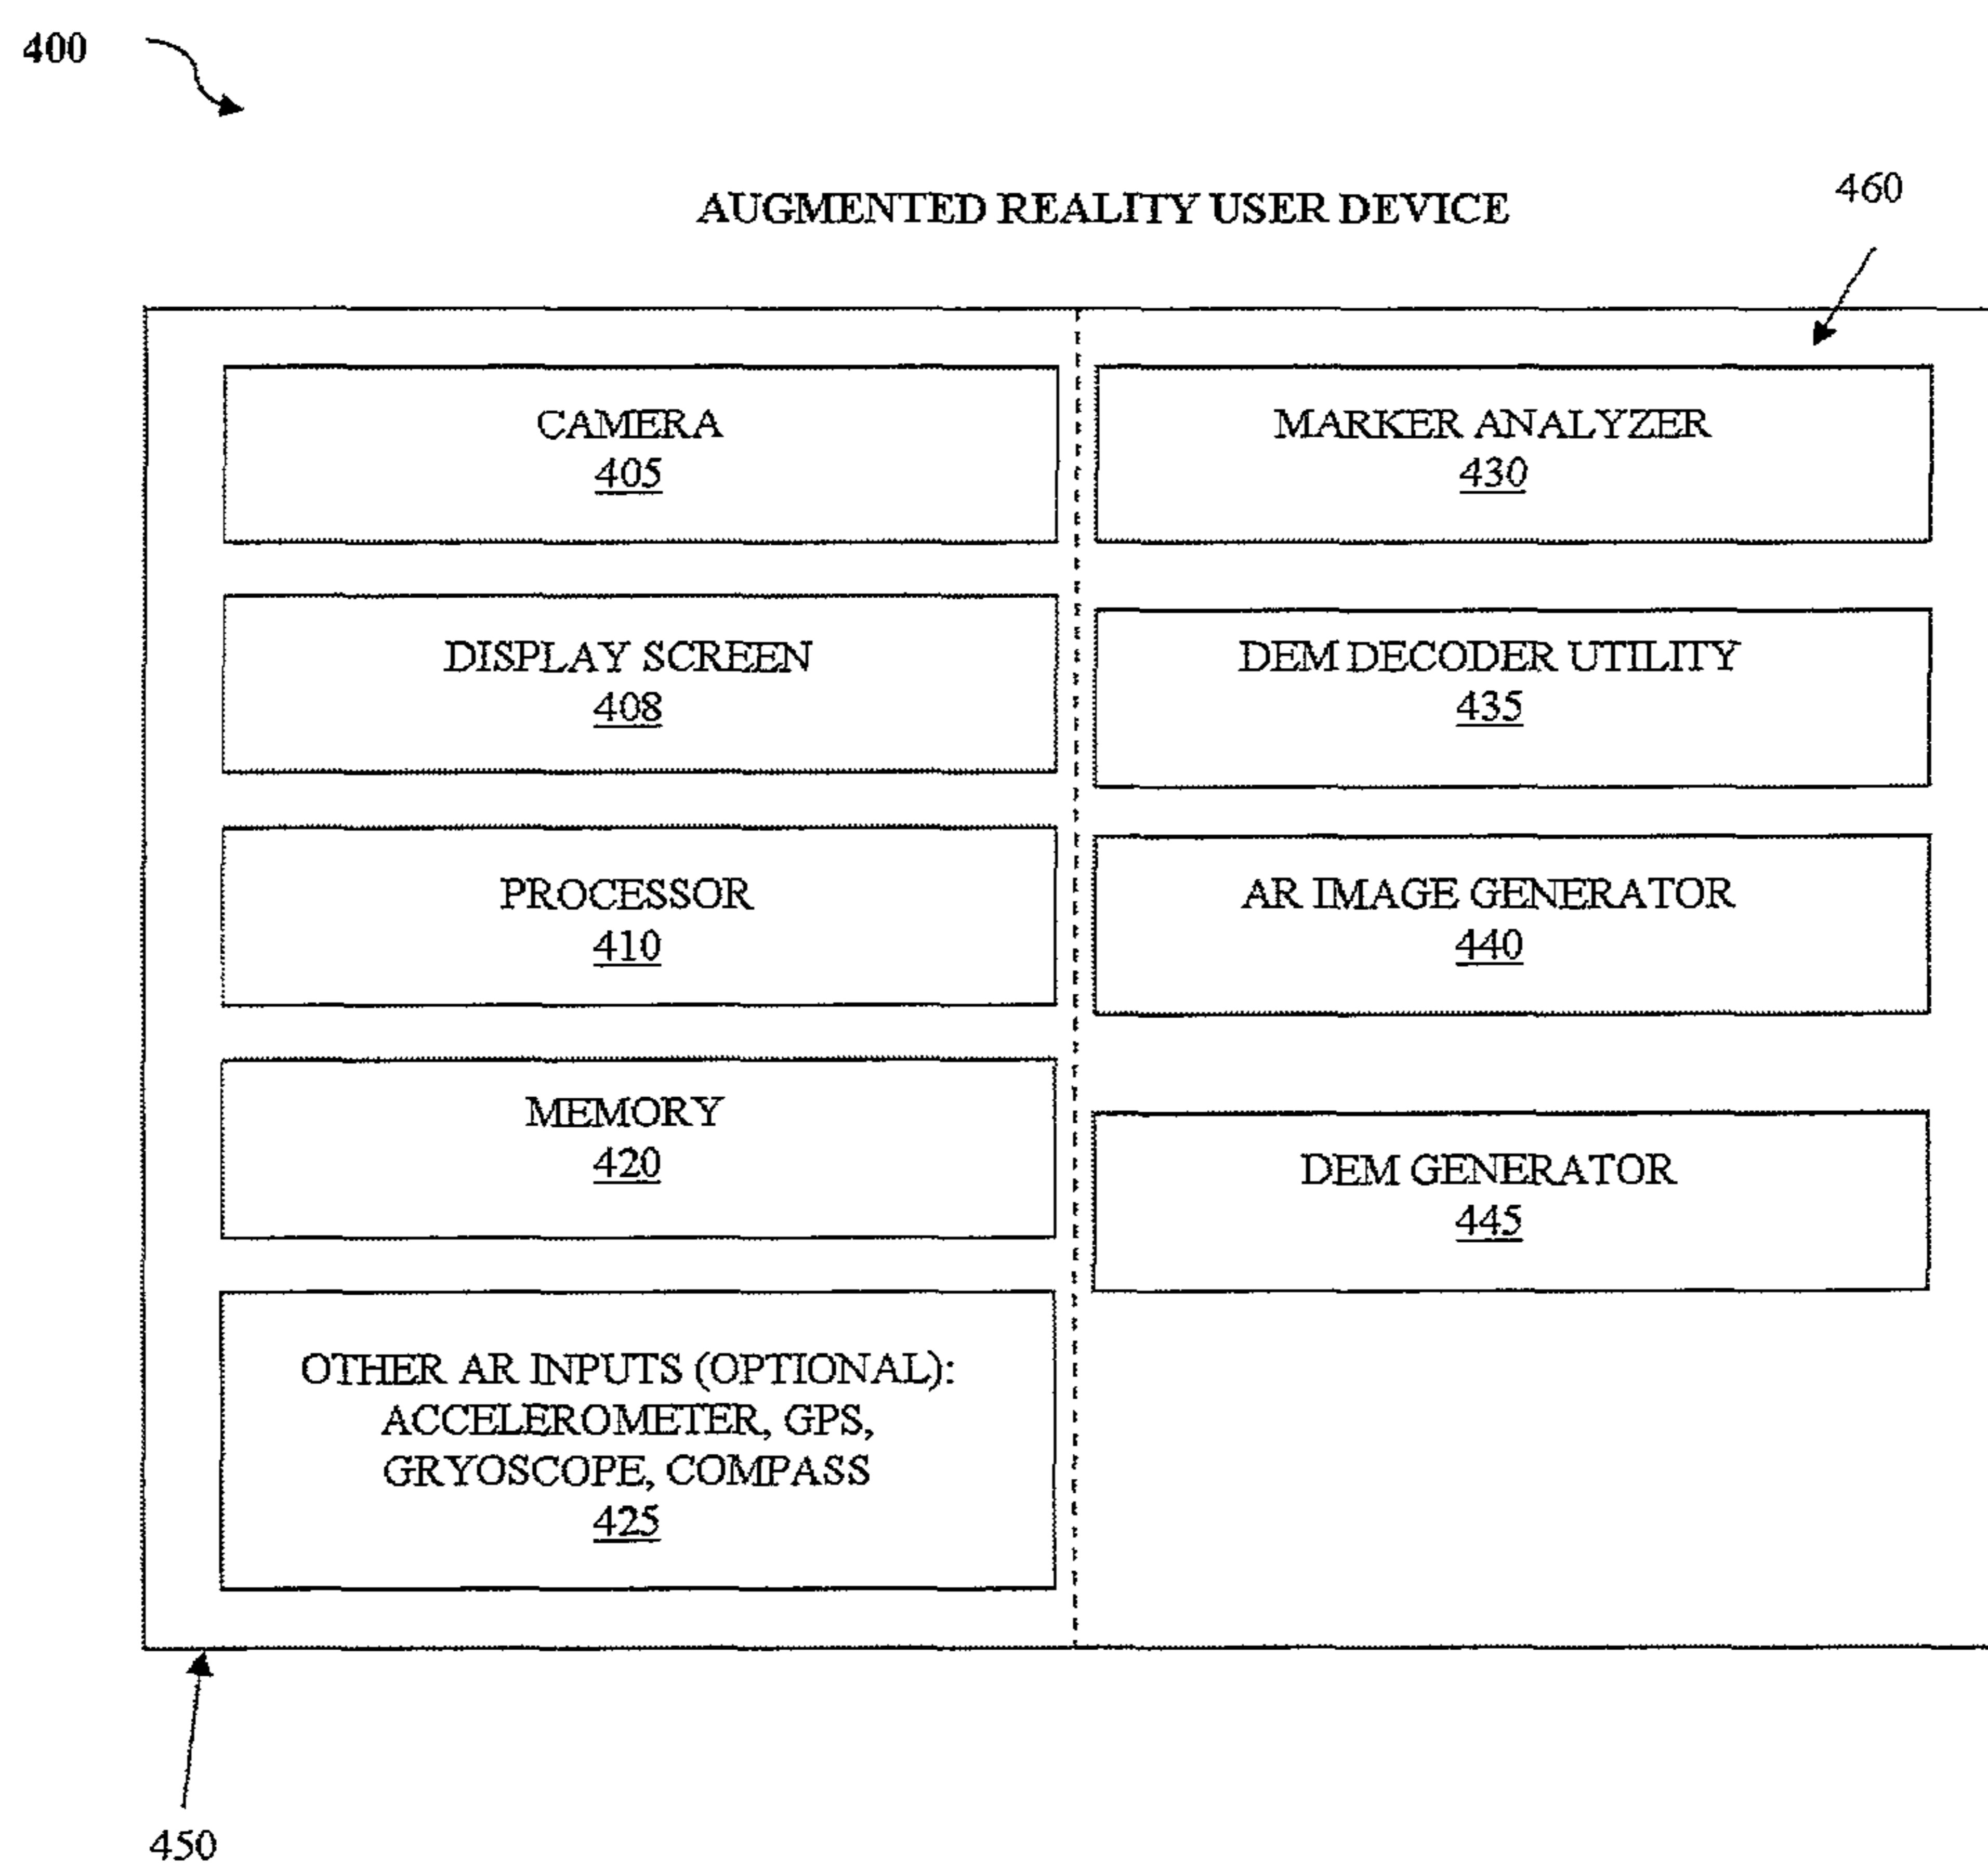 400
AUGMENTED REALITY USER DEVICE
460
CAMERA
405
DISPLAY SCREEN
408
PROCESSOR
410
MEMORY
420
OTHER AR INPUTS (OPTIONAL):
ACCELEROMETER, GPS,
GRYOSCOPE, COMPASS
425
MARKER ANALYZER
430
DEM DECODER UTILITY
435
AR IMAGE GENERATOR
440
DEM GENERATOR
445
450